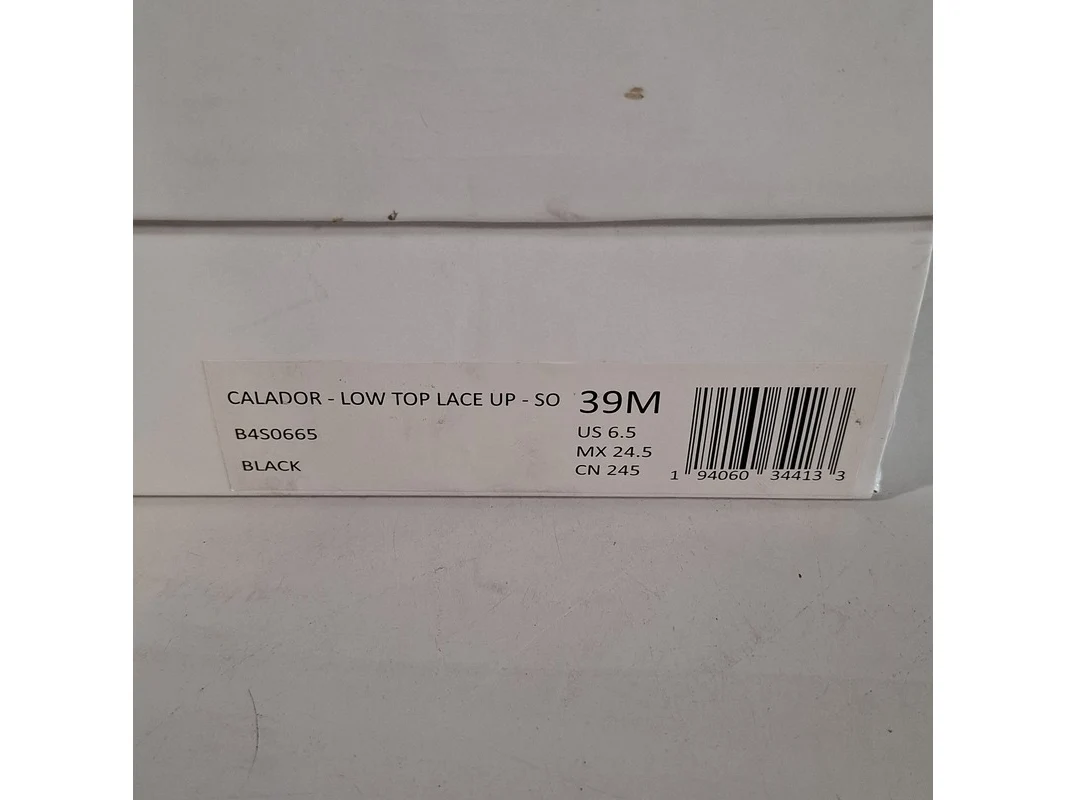 CALADOR - LOW TOP LACE UP - SO
B4S0665
BLACK
39M
US 6.5
MX 24.5
CN 245
1 94060 34413 3